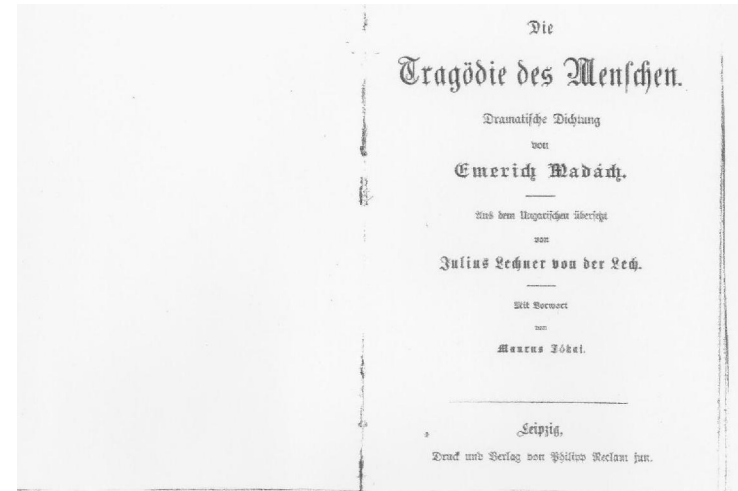 Die
Tragödie des Menschen.
Dramatische Dichtung
von
Emerich Madách.
Aus dem Ungarischen übersetzt
von
Julius Lechner von der Lech.
Mit Vorwort
von
Maurus Jókai.
Leipzig,
Druck und Verlag von Philipp Reclam jun.